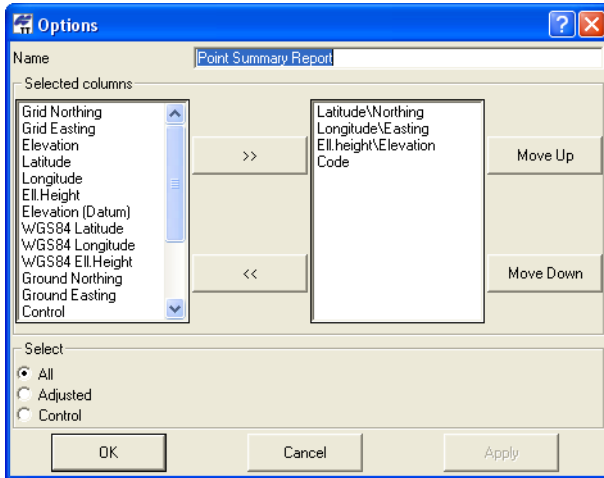 Options
Name
Point Summary Report
Selected columns
Grid Northing
Grid Easting
Elevation
Latitude
Longitude
Ell.Height
Elevation (Datum)
WGS84 Latitude
WGS84 Longitude
WGS84 Ell.Height
Ground Northing
Ground Easting
Control
>>
<<
Latitude\Northing
Longitude\Easting
Ell.height\Elevation
Code
Move Up
Move Down
Select
All
Adjusted
Control
OK
Cancel
Apply